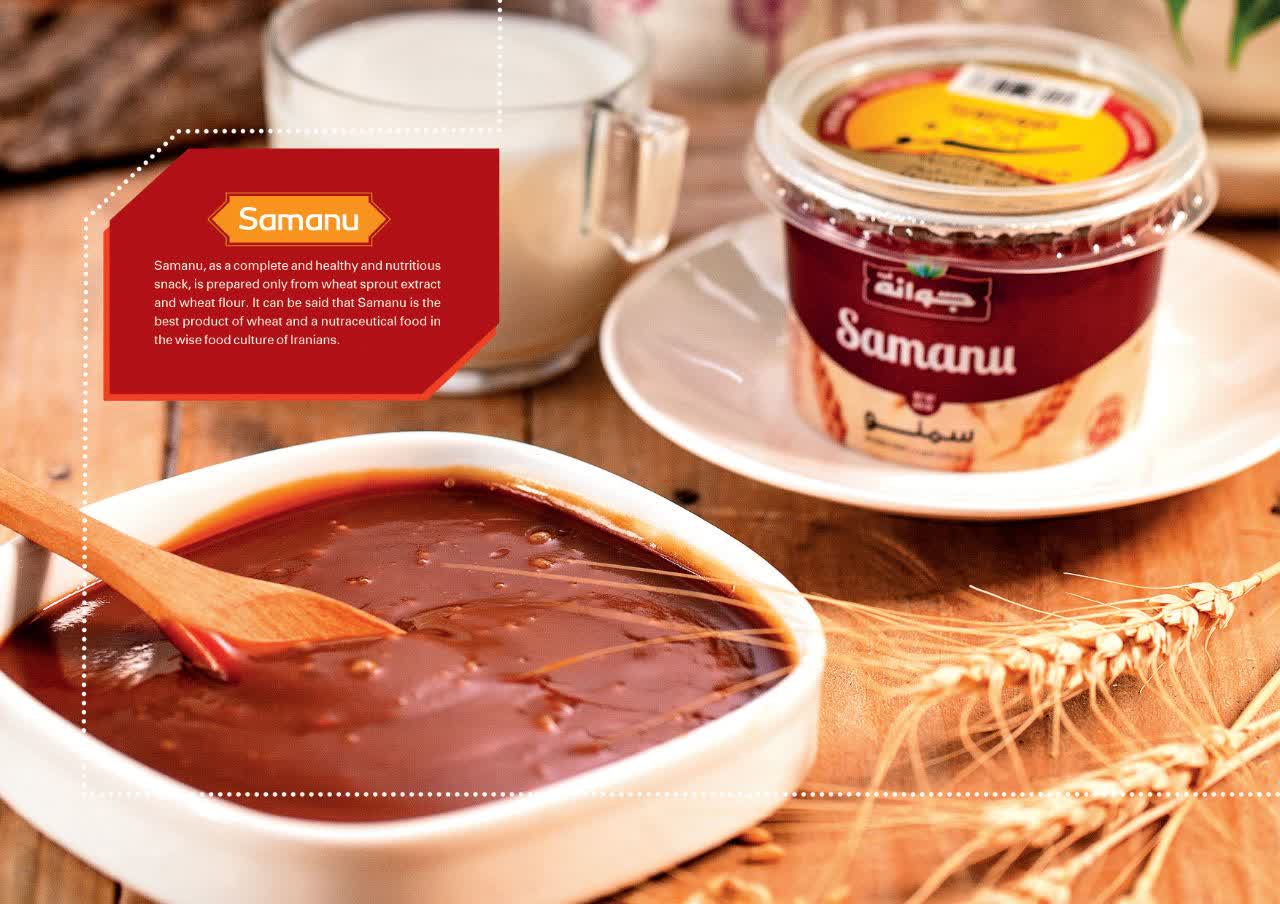 Samanu
Samanu, as a complete and healthy and nutritious
snack, is prepared only from wheat sprout extract
and wheat flour. It can be said that Samanu is the
best product of wheat and a nutraceutical food in
the wise food culture of Iranians.
جوانه
Samanu
سمنو